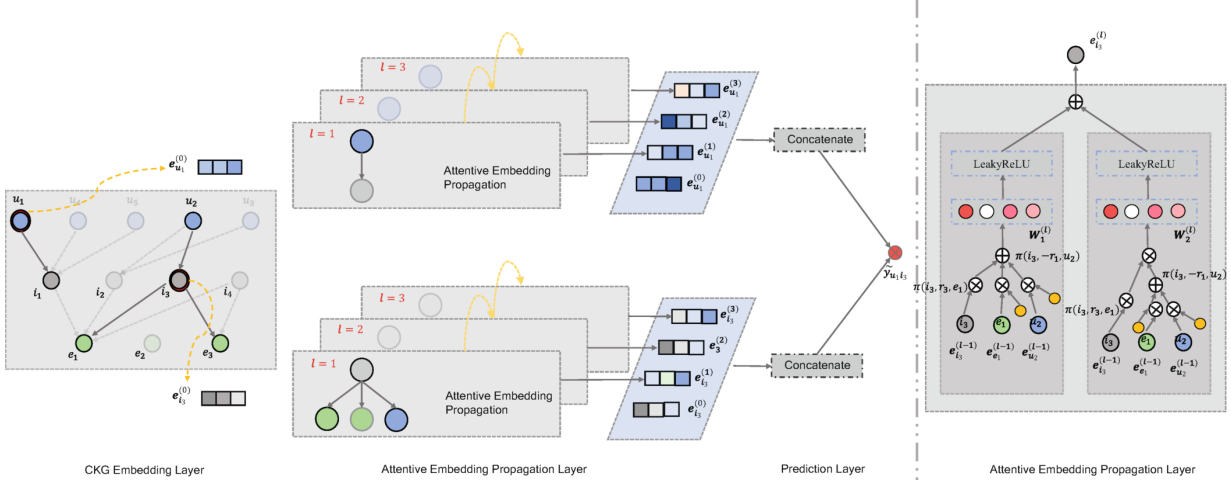 e_{u_1}^{(0)}
u_1 u_4 u_5 u_2 u_3
i_1 i_2 i_3 i_4
e_1 e_2 e_3
e_{i_3}^{(0)}
CKG Embedding Layer
l = 3
l = 2
l = 1
Attentive Embedding
Propagation
e_{u_1}^{(3)}
e_{u_1}^{(2)}
e_{u_1}^{(1)}
e_{u_1}^{(0)}
l = 3
l = 2
l = 1
Attentive Embedding
Propagation
e_{i_3}^{(3)}
e_3^{(2)}
e_{i_3}^{(1)}
e_{i_3}^{(0)}
Attentive Embedding Propagation Layer
Concatenate
\tilde{y}_{u_1 i_3}
Concatenate
Prediction Layer
e_{i_3}^{(l)}
LeakyReLU
W_1^{(l)}
π(i_3, −r_1, u_2)
π(i_3, r_3, e_1)
i_3 e_1 u_2
e_{i_3}^{(l−1)} e_{e_1}^{(l−1)} e_{u_2}^{(l−1)}
LeakyReLU
W_2^{(l)}
π(i_3, −r_1, u_2)
π(i_3, r_3, e_1)
i_3 e_1 u_2
e_{i_3}^{(l−1)} e_{e_1}^{(l−1)} e_{u_2}^{(l−1)}
Attentive Embedding Propagation Layer